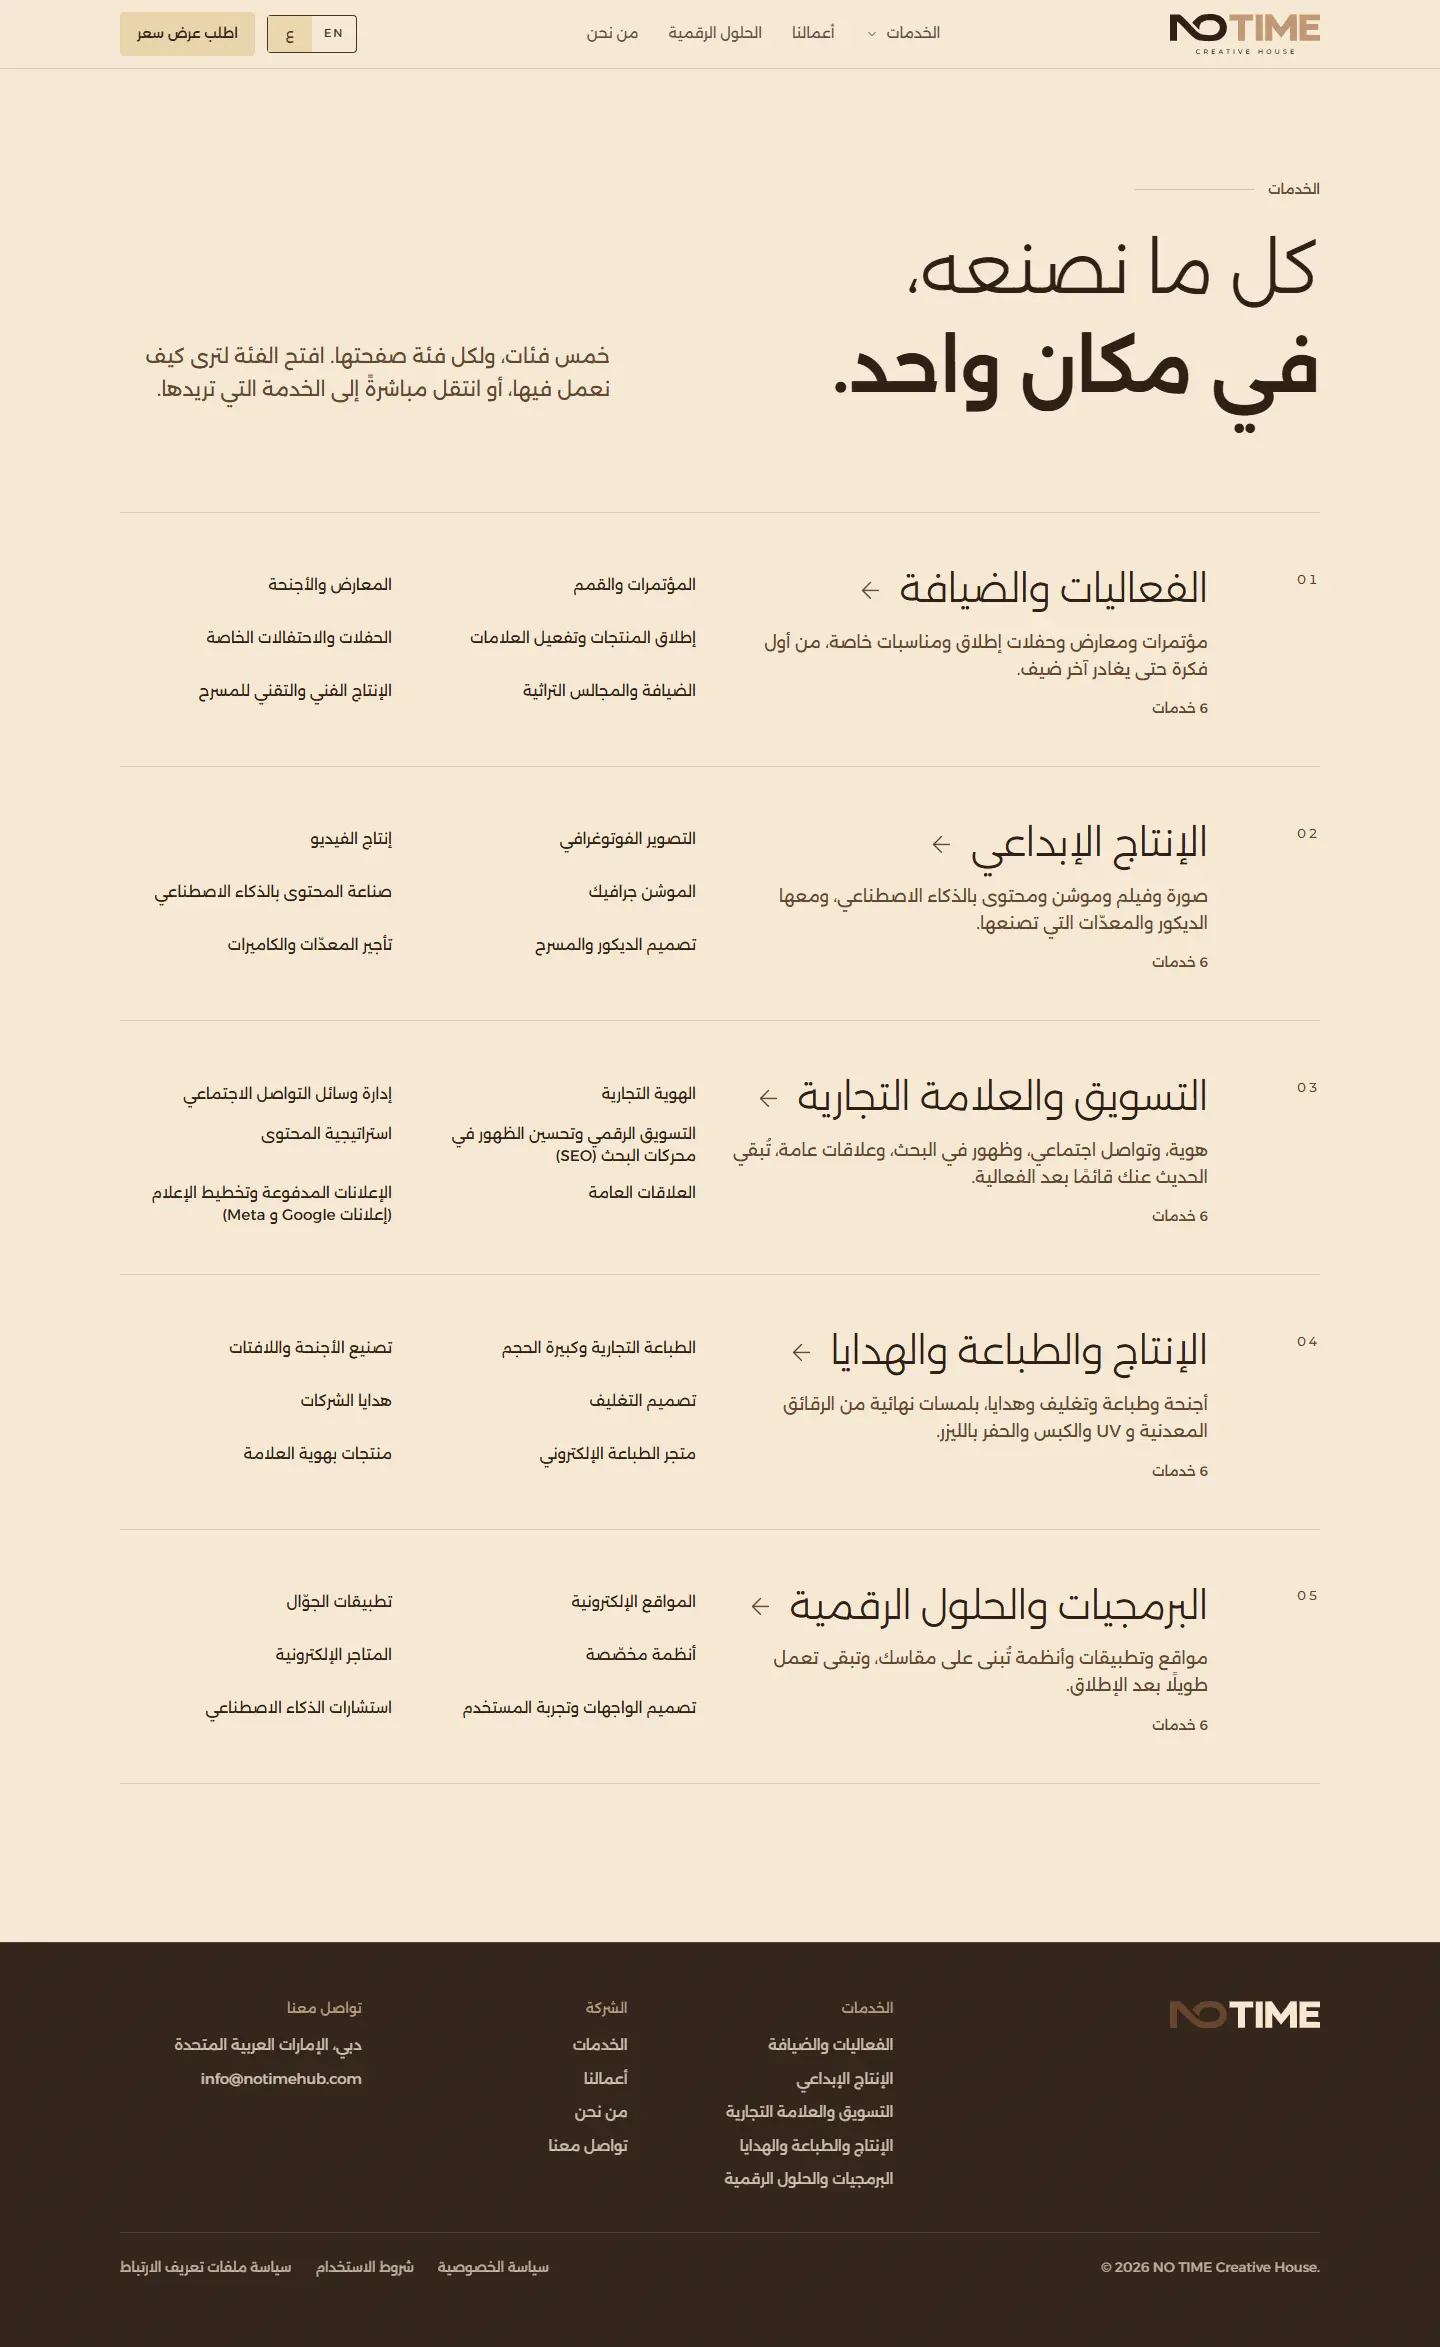 NOTIME
CREATIVE HOUSE
الخدمات
أعمالنا
الحلول الرقمية
من نحن
EN
ع
اطلب عرض سعر
الخدمات
كل ما نصنعه،
في مكان واحد.
خمس فئات، ولكل فئة صفحتها. افتح الفئة لترى كيف
نعمل فيها، أو انتقل مباشرةً إلى الخدمة التي تريدها.
01
الفعاليات والضيافة ←
مؤتمرات ومعارض وحفلات إطلاق ومناسبات خاصة، من أول
فكرة حتى يغادر آخر ضيف.
6 خدمات
المؤتمرات والقمم
المعارض والأجنحة
إطلاق المنتجات وتفعيل العلامات
الحفلات والاحتفالات الخاصة
الضيافة والمجالس التراثية
الإنتاج الفني والتقني للمسرح
02
الإنتاج الإبداعي ←
صورة وفيلم وموشن ومحتوى بالذكاء الاصطناعي، ومعها
الديكور والمعدّات التي تصنعها.
6 خدمات
التصوير الفوتوغرافي
إنتاج الفيديو
الموشن جرافيك
صناعة المحتوى بالذكاء الاصطناعي
تصميم الديكور والمسرح
تأجير المعدّات والكاميرات
03
التسويق والعلامة التجارية ←
هوية، وتواصل اجتماعي، وظهور في البحث، وعلاقات عامة، تُبقي
الحديث عنك قائمًا بعد الفعالية.
6 خدمات
الهوية التجارية
إدارة وسائل التواصل الاجتماعي
التسويق الرقمي وتحسين الظهور في
محركات البحث (SEO)
استراتيجية المحتوى
العلاقات العامة
الإعلانات المدفوعة وتخطيط الإعلام
(إعلانات Google و Meta)
04
الإنتاج والطباعة والهدايا ←
أجنحة وطباعة وتغليف وهدايا، بلمسات نهائية من الرقائق
المعدنية و UV والكبس والحفر بالليزر.
6 خدمات
الطباعة التجارية وكبيرة الحجم
تصنيع الأجنحة واللافتات
تصميم التغليف
هدايا الشركات
متجر الطباعة الإلكتروني
منتجات بهوية العلامة
05
البرمجيات والحلول الرقمية ←
مواقع وتطبيقات وأنظمة تُبنى على مقاسك، وتبقى تعمل
طويلًا بعد الإطلاق.
6 خدمات
المواقع الإلكترونية
تطبيقات الجوّال
أنظمة مخصّصة
المتاجر الإلكترونية
تصميم الواجهات وتجربة المستخدم
استشارات الذكاء الاصطناعي
NOTIME
الخدمات
الفعاليات والضيافة
الإنتاج الإبداعي
التسويق والعلامة التجارية
الإنتاج والطباعة والهدايا
البرمجيات والحلول الرقمية
الشركة
الخدمات
أعمالنا
من نحن
تواصل معنا
تواصل معنا
دبي، الإمارات العربية المتحدة
info@notimehub.com
© 2026 NO TIME Creative House.
سياسة الخصوصية
شروط الاستخدام
سياسة ملفات تعريف الارتباط